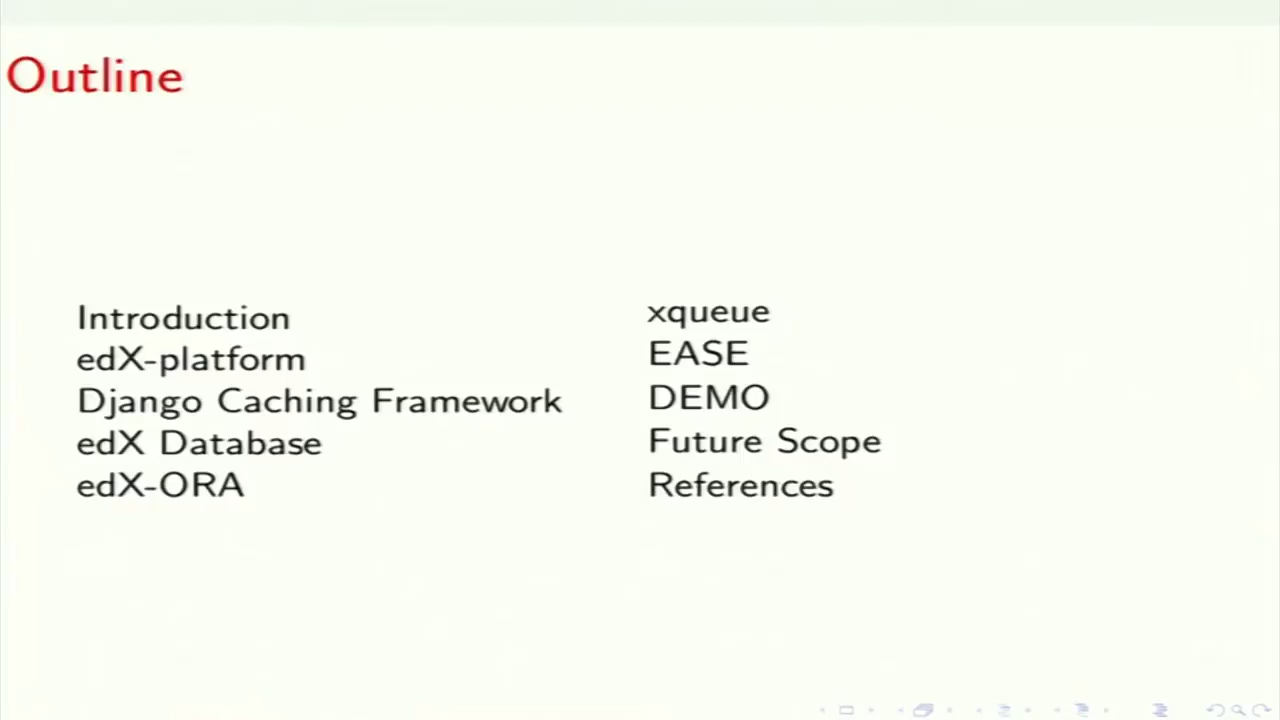 Outline
Introduction
edX-platform
Django Caching Framework
edX Database
edX-ORA
xqueue
EASE
DEMO
Future Scope
References